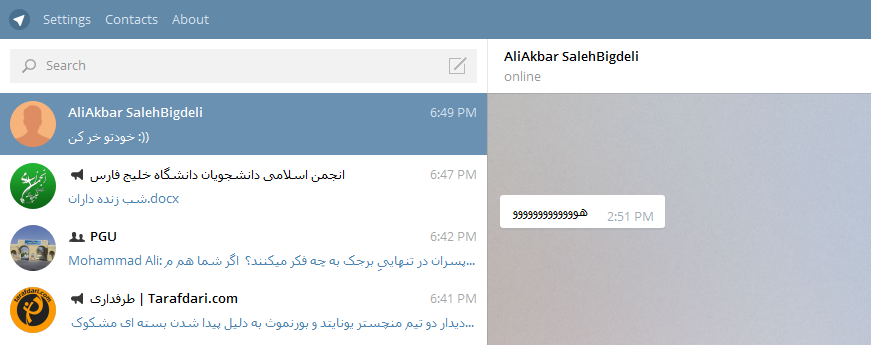 Settings Contacts About
Search
AliAkbar SalehBigdeli 6:49 PM
خودتو خر کن :))
انجمن اسلامی دانشجویان دانشگاه خلیج فارس 6:47 PM
شب زنده داران.docx
PGU 6:42 PM
Mohammad Ali: پسران در تنهاییِ برجک به چه فکر میکنند؟ اگر شما هم م...
طرفداری | Tarafdari.com 6:41 PM
دیدار دو تیم منچستر یونایتد و بورنموث به دلیل پیدا شدن بسته ای مشکوک...
AliAkbar SalehBigdeli
online
هوووووووووووو 2:51 PM